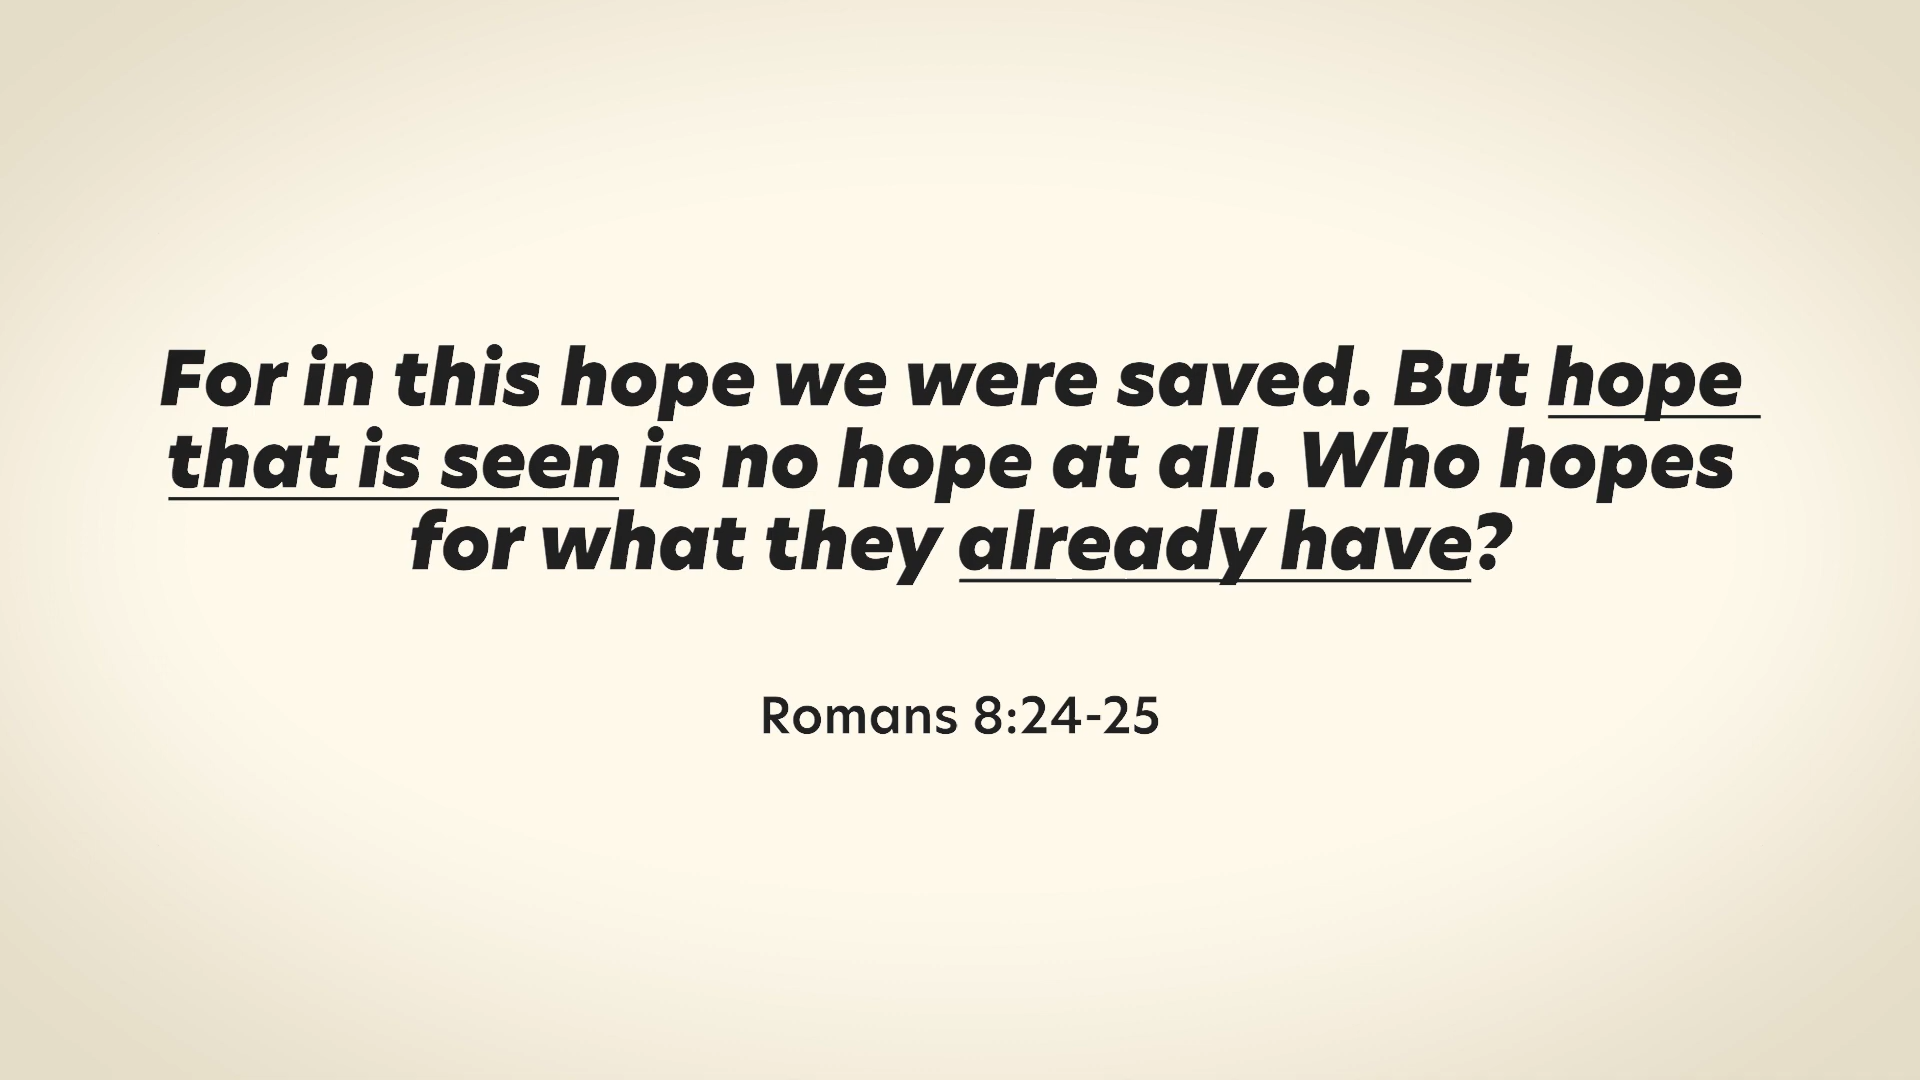 For in this hope we were saved. But hope
that is seen is no hope at all. Who hopes
for what they already have?
Romans 8:24-25